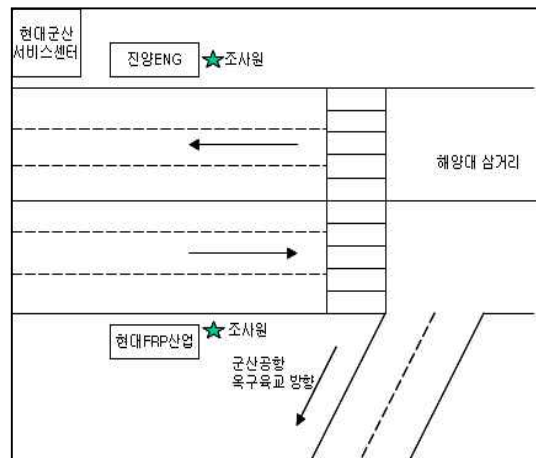 현대군산
서비스센터
진양ENG
조사원
해양대 삼거리
현대FRP산업
조사원
군산공항
옥구육교 방향